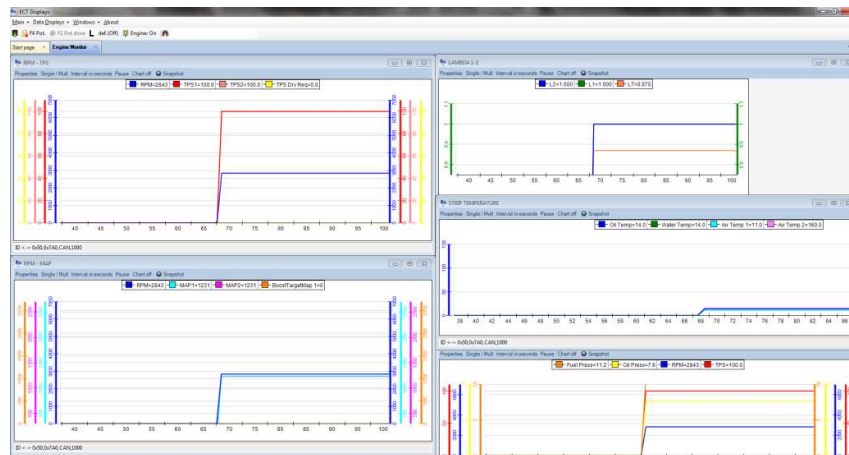 ECT Displays
Main Data Displays Windows About
F4 Pot. F2 Pot store L def.(Off) Engine: On
Start page Engine Monitor
RPM - TPS
Properties Single / Mult Interval in seconds Pause Chart off Snapshot
RPM=2843 TPS1=100.0 TPS2=100.0 TPS Drv Req=0.0
40 45 50 55 60 65 70 75 80 85 90 95 100
ID <-> 0x50,0x7A0,CAN,1000
RPM - MAP
Properties Single / Mult Interval in seconds Pause Chart off Snapshot
RPM=2843 MAP1=1231 MAP2=1231 BoostTargetMap 1=0
40 45 50 55 60 65 70 75 80 85 90 95 100
ID <-> 0x50,0x7A0,CAN,1000
LAMBDA 1-2
Properties Single / Mult Interval in seconds Pause Chart off Snapshot
L2=1.000 L1=1.000 LT=0.870
40 45 50 55 60 65 70 75 80 85 90 95 100
STRIP TEMPERATURE
Properties Single / Mult Interval in seconds Pause Chart off Snapshot
Oil Temp=14.0 Water Temp=14.0 Air Temp 1=11.0 Air Temp 2=160.0
38 40 42 44 46 48 50 52 54 56 58 60 62 64 66 68 70 72 74 76 78 80 82 84 86
ID <-> 0x50,0x7A0,CAN,1000
Properties Single / Mult Interval in seconds Pause Chart off Snapshot
Fuel Press=11.2 Oil Press=7.6 RPM=2843 TPS=100.0